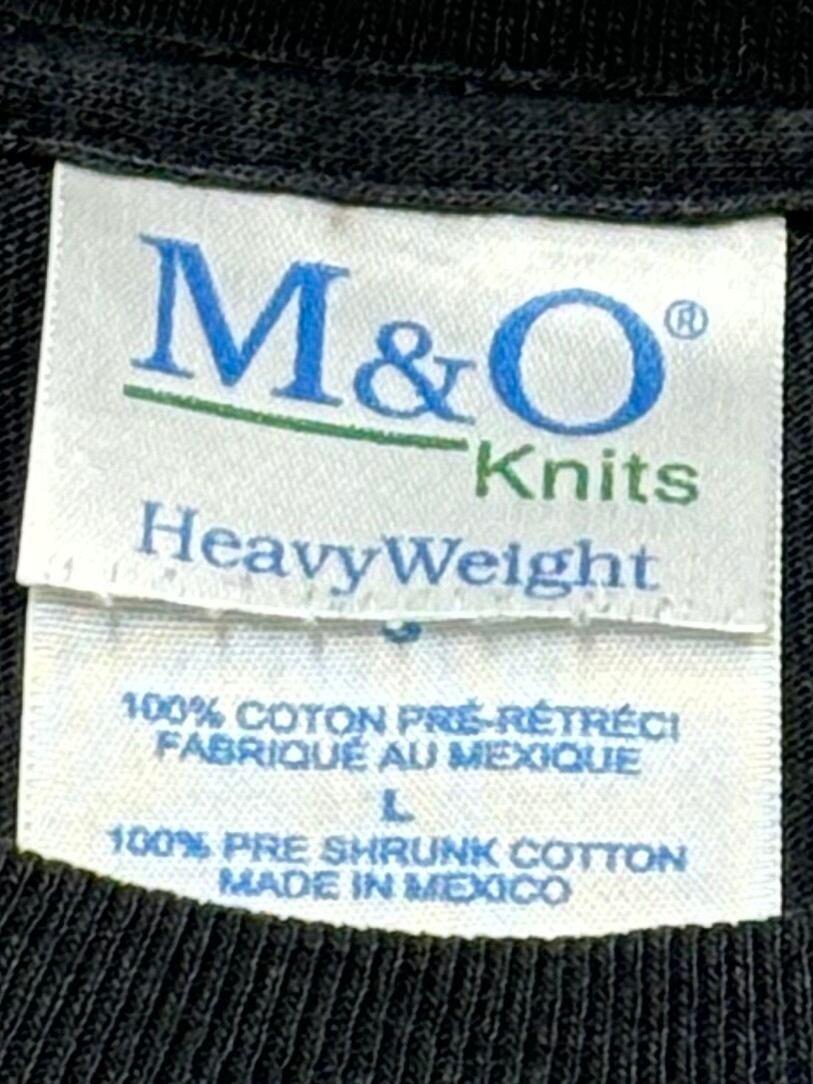 M&O®
Knits
HeavyWeight
100% COTON PRÉ-RÉTRÉCI
FABRIQUÉ AU MEXIQUE
L
100% PRE SHRUNK COTTON
MADE IN MEXICO